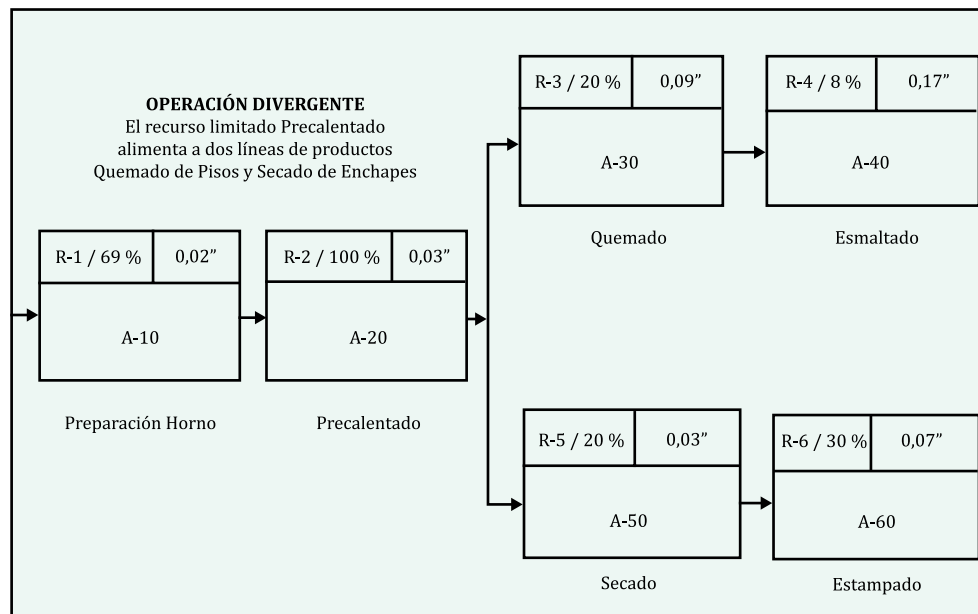 OPERACIÓN DIVERGENTE
El recurso limitado Precalentado
alimenta a dos líneas de productos
Quemado de Pisos y Secado de Enchapes
R-1 / 69 % 0,02”
A-10
Preparación Horno
R-2 / 100 % 0,03”
A-20
Precalentado
R-3 / 20 % 0,09”
A-30
Quemado
R-4 / 8 % 0,17”
A-40
Esmaltado
R-5 / 20 % 0,03”
A-50
Secado
R-6 / 30 % 0,07”
A-60
Estampado